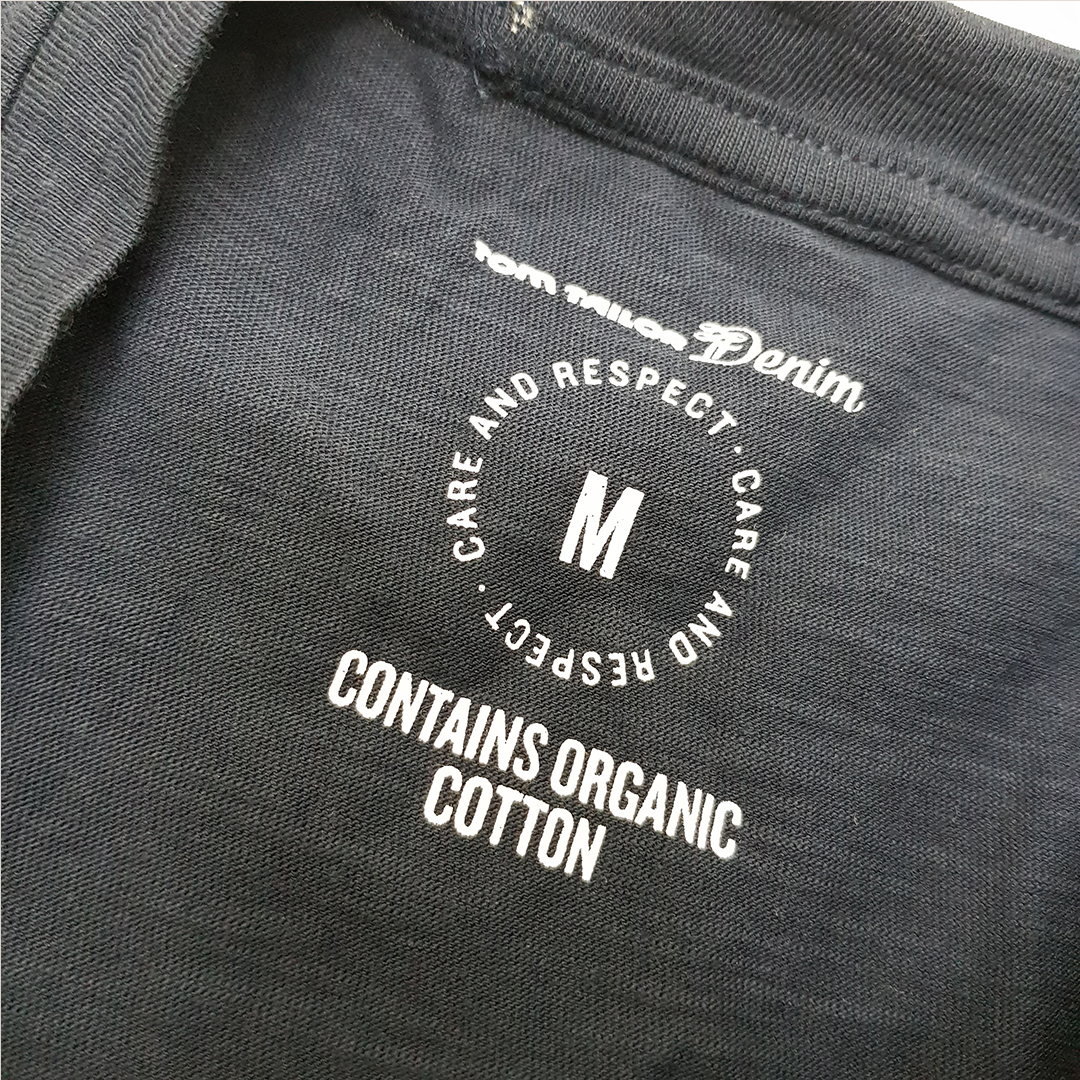 TOM TAILOR Denim
CARE AND RESPECT · CARE AND RESPECT ·
M
CONTAINS ORGANIC
COTTON